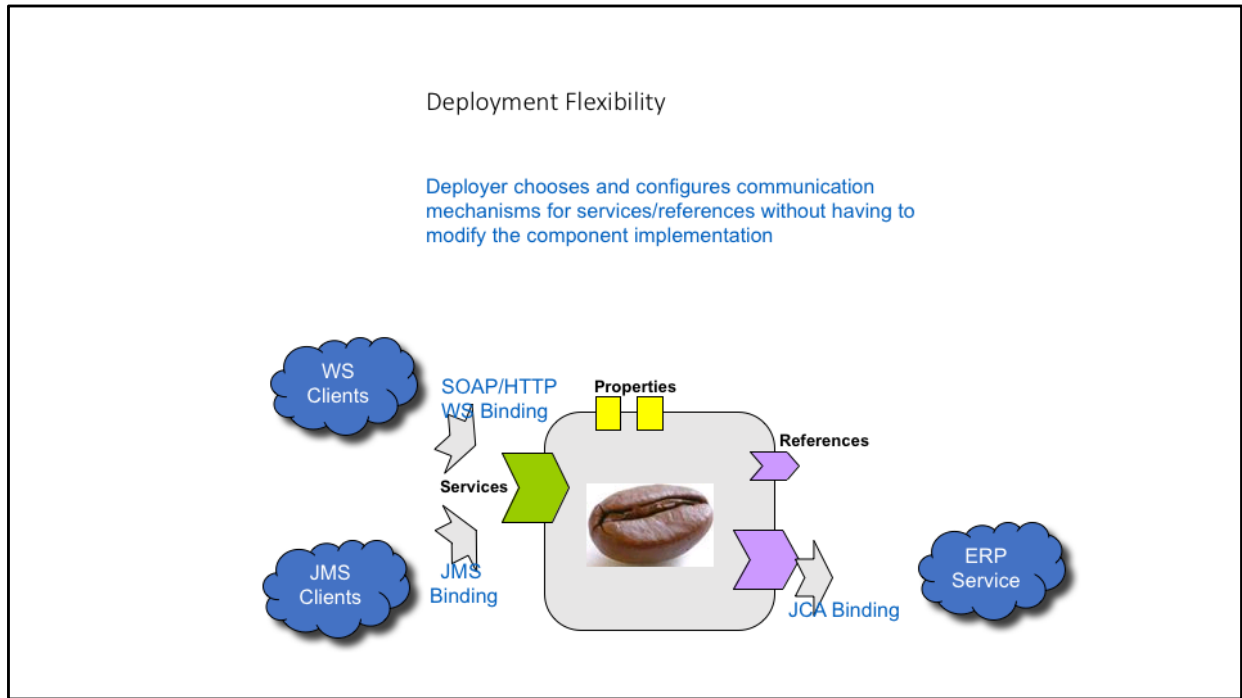 Deployment Flexibility
Deployer chooses and configures communication
mechanisms for services/references without having to
modify the component implementation
WS
Clients
SOAP/HTTP
WS Binding
Properties
References
Services
JMS
Clients
JMS
Binding
JCA Binding
ERP
Service